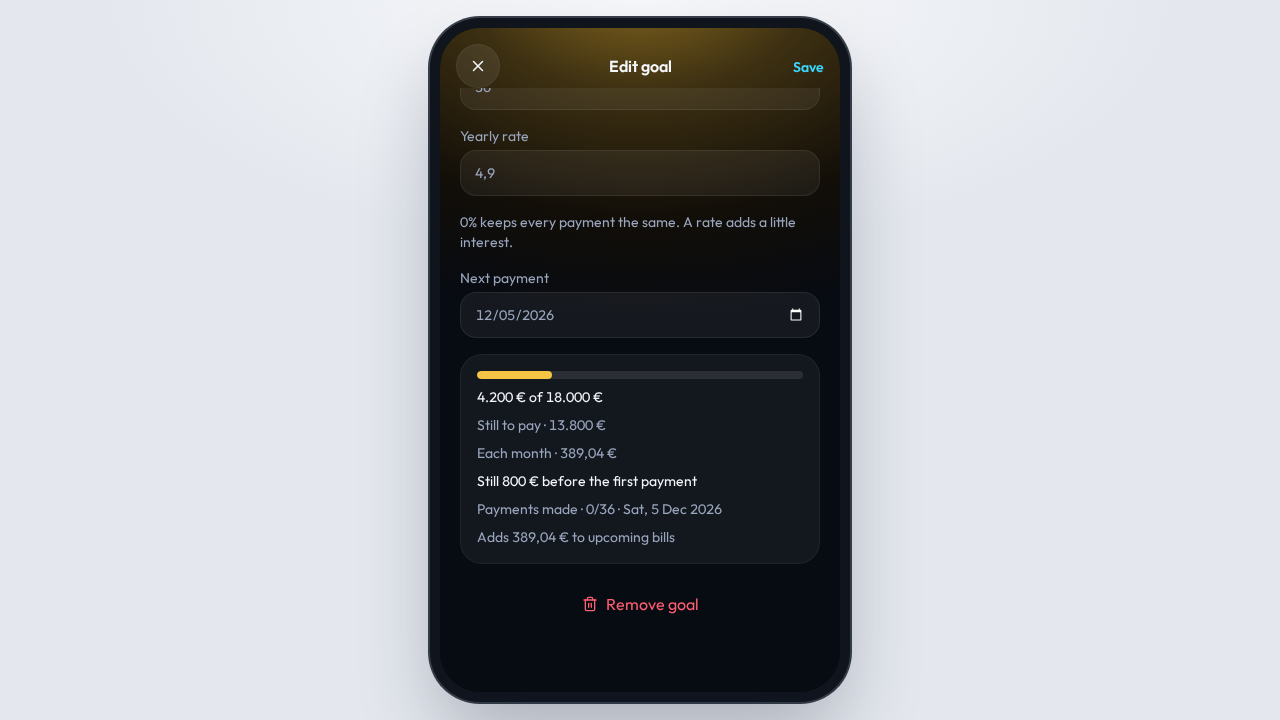 Edit goal
Save
Yearly rate
4,9
0% keeps every payment the same. A rate adds a little
interest.
Next payment
12/05/2026
4.200 € of 18.000 €
Still to pay · 13.800 €
Each month · 389,04 €
Still 800 € before the first payment
Payments made · 0/36 · Sat, 5 Dec 2026
Adds 389,04 € to upcoming bills
Remove goal